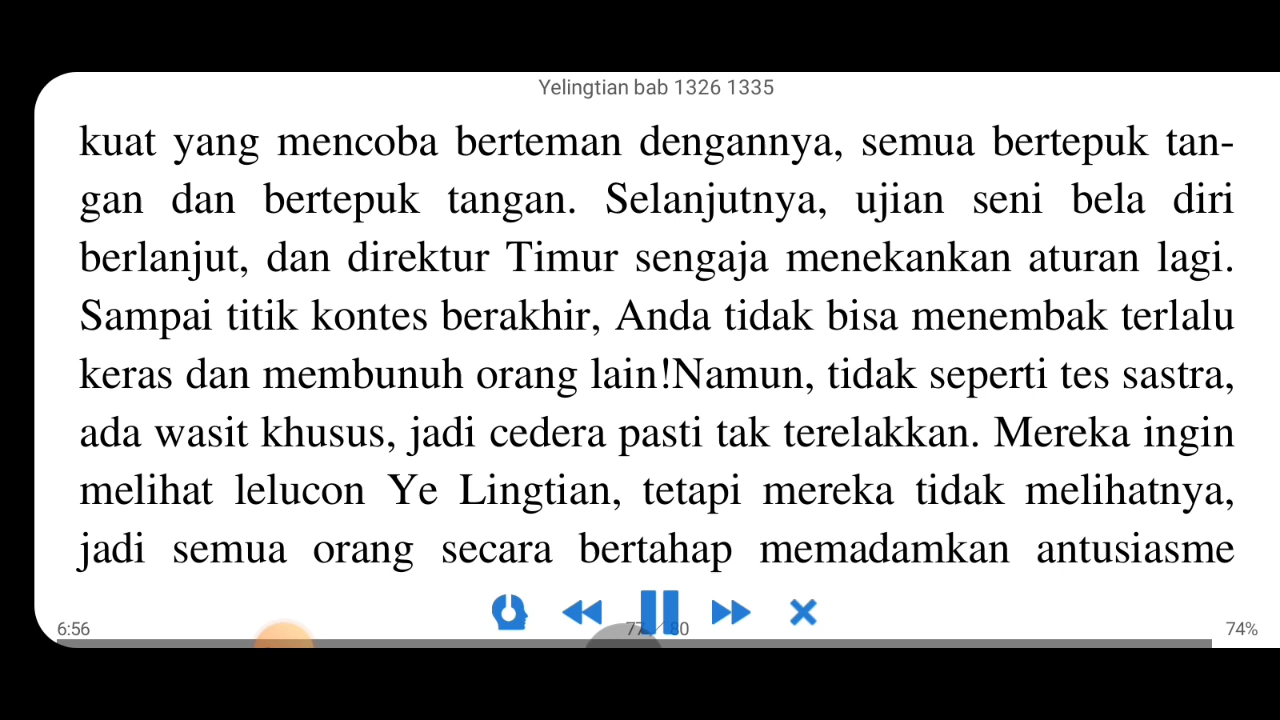 Yelingtian bab 1326 1335
kuat yang mencoba berteman dengannya, semua bertepuk tan-
gan dan bertepuk tangan. Selanjutnya, ujian seni bela diri
berlanjut, dan direktur Timur sengaja menekankan aturan lagi.
Sampai titik kontes berakhir, Anda tidak bisa menembak terlalu
keras dan membunuh orang lain!Namun, tidak seperti tes sastra,
ada wasit khusus, jadi cedera pasti tak terelakkan. Mereka ingin
melihat lelucon Ye Lingtian, tetapi mereka tidak melihatnya,
jadi semua orang secara bertahap memadamkan antusiasme
6:56 77 / 80 74%